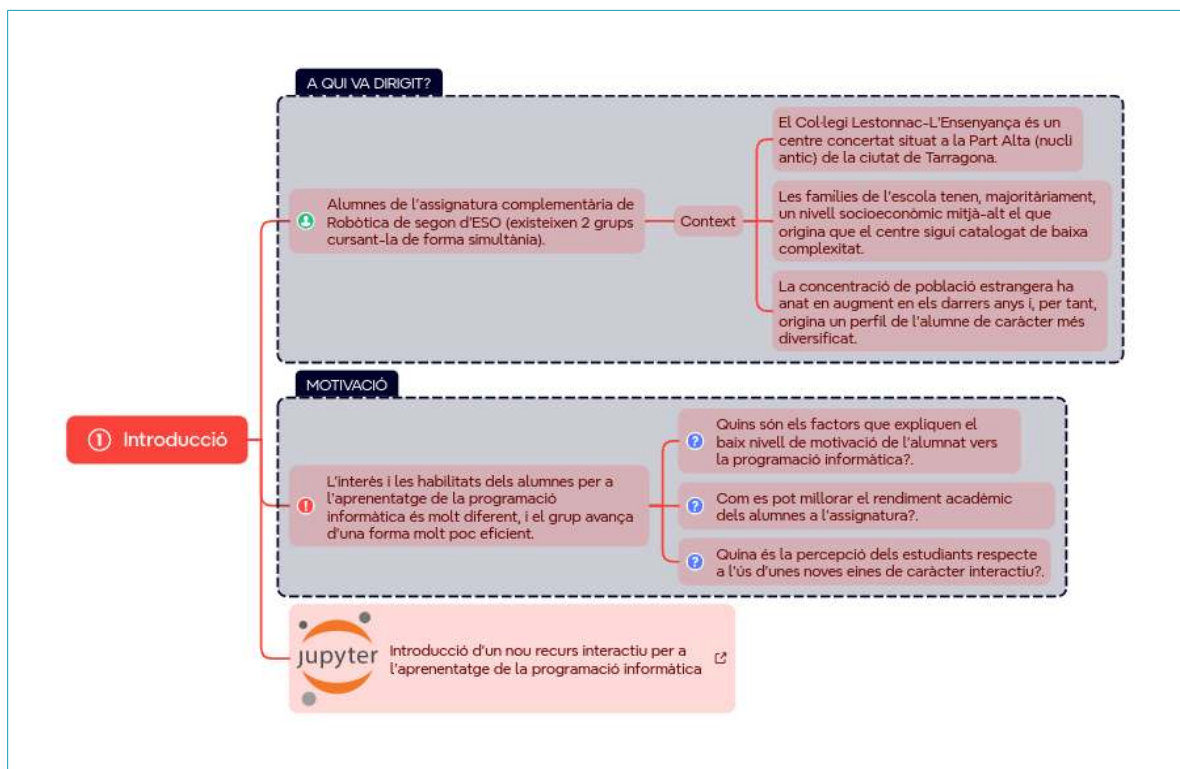 A QUI VA DIRIGIT?
Alumnes de l'assignatura complementària de
Robòtica de segon d'ESO (existeixen 2 grups
cursant-la de forma simultània).
Context
El Col·legi Lestonnac-L'Ensenyança és un
centre concertat situat a la Part Alta (nucli
antic) de la ciutat de Tarragona.
Les famílies de l'escola tenen, majoritàriament,
un nivell socioeconòmic mitjà-alt el que
origina que el centre sigui catalogat de baixa
complexitat.
La concentració de població estrangera ha
anat en augment en els darrers anys i, per tant,
origina un perfil de l'alumne de caràcter més
diversificat.
1 Introducció
MOTIVACIÓ
L'interès i les habilitats dels alumnes per a
l'aprenentatge de la programació
informàtica és molt diferent, i el grup avança
d'una forma molt poc eficient.
Quins són els factors que expliquen el
baix nivell de motivació de l'alumnat vers
la programació informàtica?.
Com es pot millorar el rendiment acadèmic
dels alumnes a l'assignatura?.
Quina és la percepció dels estudiants respecte
a l'ús d'unes noves eines de caràcter interactiu?.
jupyter
Introducció d'un nou recurs interactiu per a
l'aprenentatge de la programació informàtica